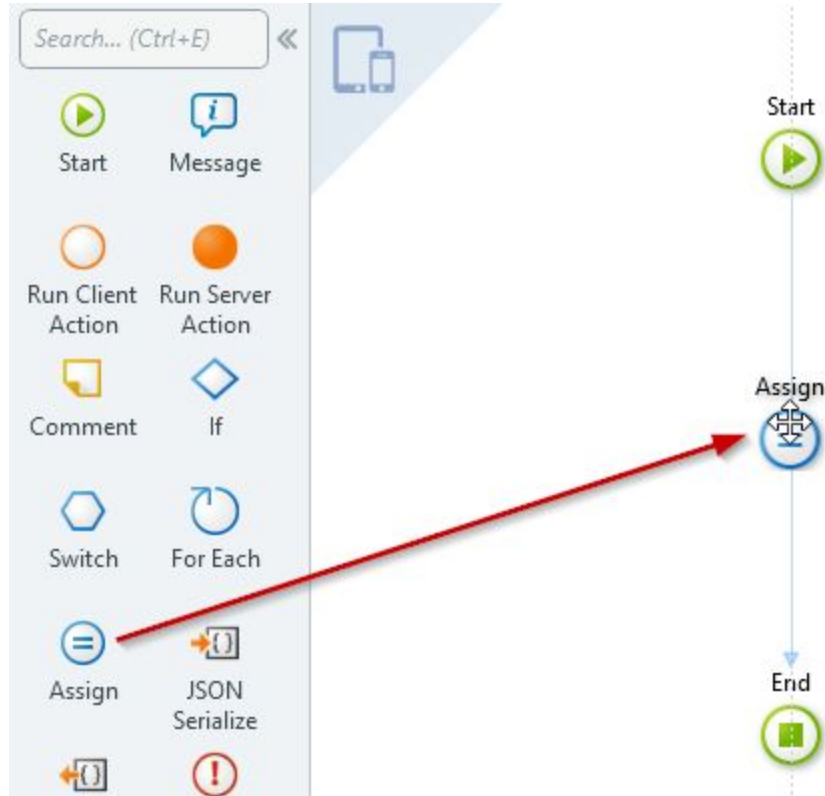 Search... (Ctrl+E)
Start
Message
Run Client
Action
Run Server
Action
Comment
If
Switch
For Each
Assign
JSON
Serialize
Start
Assign
End